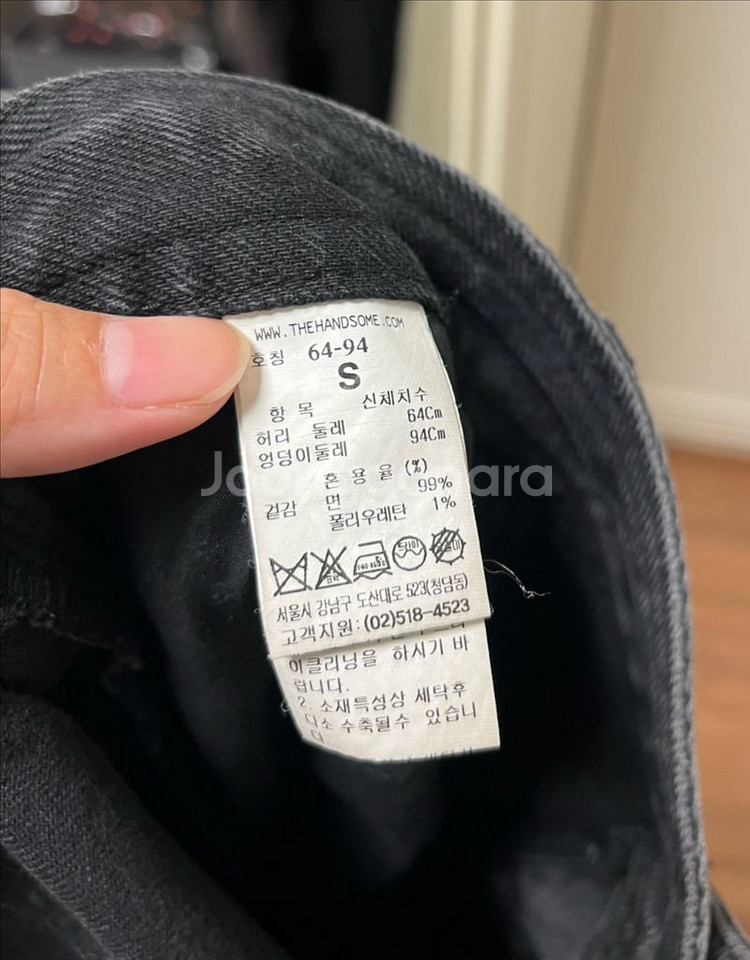 WWW.THEHANDSOME.COM
호칭 64-94
S
항 목 신체치수
허리 둘레 64Cm
엉덩이둘레 94Cm
혼 용 율 (%)
겉감 면 99%
폴리우레탄 1%
드라이
서울시 강남구 도산대로 523(청담동)
고객지원:(02)518-4523
이클리닝을 하시기 바
랍니다.
2. 소재특성상 세탁후
다소 수축될수 있습니
다.